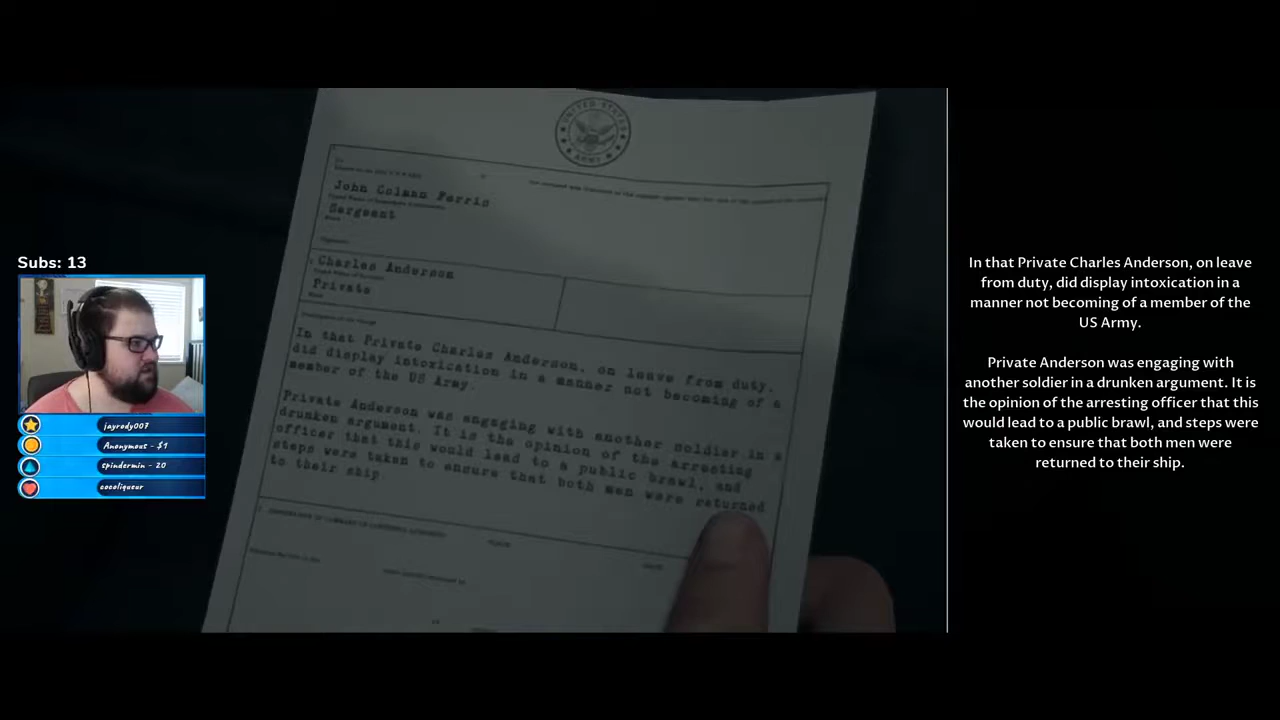 UNITED STATES
ARMY
John Colman Ferris
Sargeant
Charles Anderson
Private
In that Private Charles Anderson, on leave from duty,
did display intoxication in a manner not becoming of a
member of the US Army.
Private Anderson was engaging with another soldier in a
drunken argument. It is the opinion of the arresting
officer that this would lead to a public brawl, and
steps were taken to ensure that both men were returned
to their ship
Subs: 13
jayrody007
Anonymous - $1
spindermin - 20
cocoliqueur
In that Private Charles Anderson, on leave
from duty, did display intoxication in a
manner not becoming of a member of the
US Army.
Private Anderson was engaging with
another soldier in a drunken argument. It is
the opinion of the arresting officer that this
would lead to a public brawl, and steps were
taken to ensure that both men were
returned to their ship.